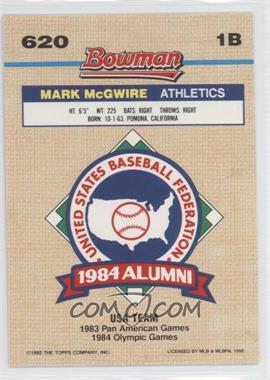 620
Bowman
1B
MARK McGWIRE ATHLETICS
HT: 6'5" WT: 225 BATS: RIGHT THROWS: RIGHT
BORN: 10-1-63, POMONA, CALIFORNIA
UNITED STATES BASEBALL FEDERATION
1984 ALUMNI
USA TEAM
1983 Pan American Games
1984 Olympic Games
©1992 THE TOPPS COMPANY, INC.
LICENSED BY MLB & MLBPA, 1992
COMC.com